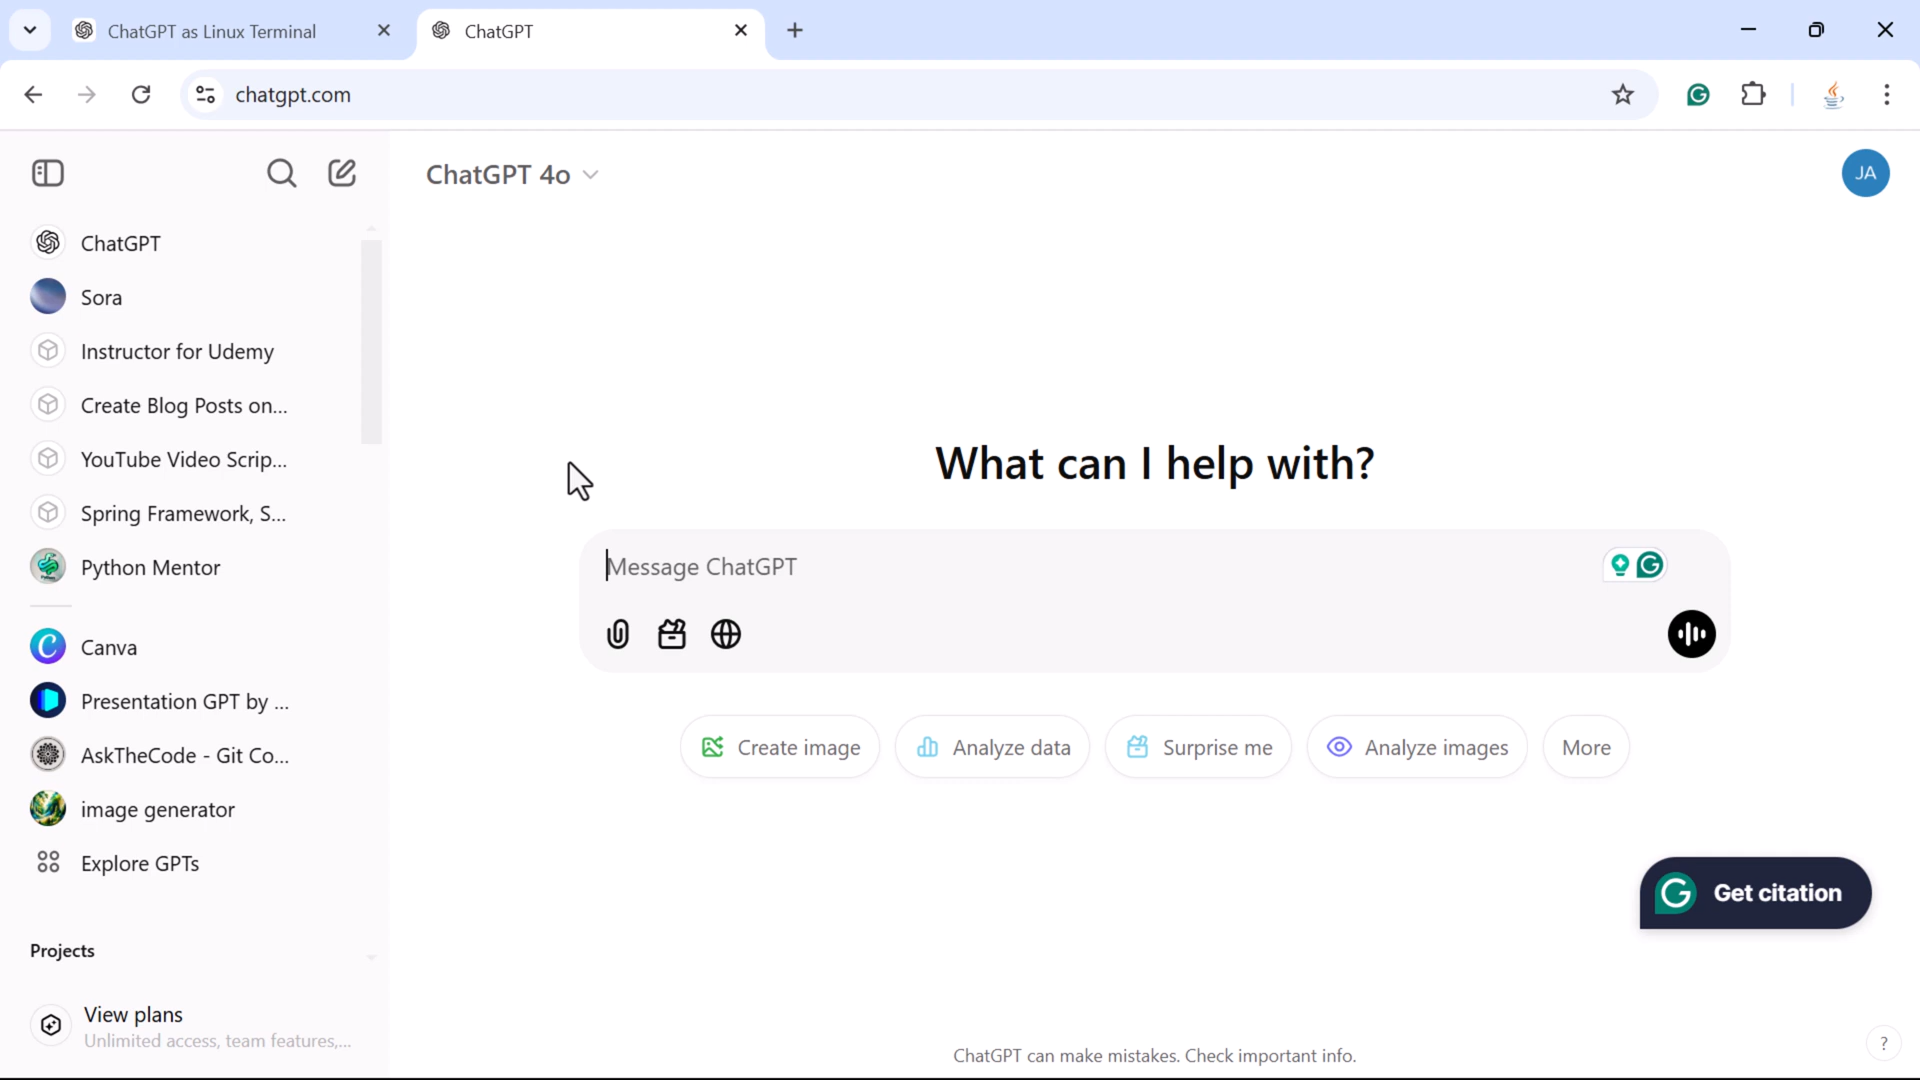 ChatGPT as Linux Terminal
ChatGPT
chatgpt.com
ChatGPT 4o
JA
ChatGPT
Sora
Instructor for Udemy
Create Blog Posts on...
YouTube Video Scrip...
Spring Framework, S...
Python Mentor
Canva
Presentation GPT by ...
AskTheCode - Git Co...
image generator
Explore GPTs
Projects
View plans
Unlimited access, team features,...
What can I help with?
Message ChatGPT
Create image
Analyze data
Surprise me
Analyze images
More
Get citation
ChatGPT can make mistakes. Check important info.
?